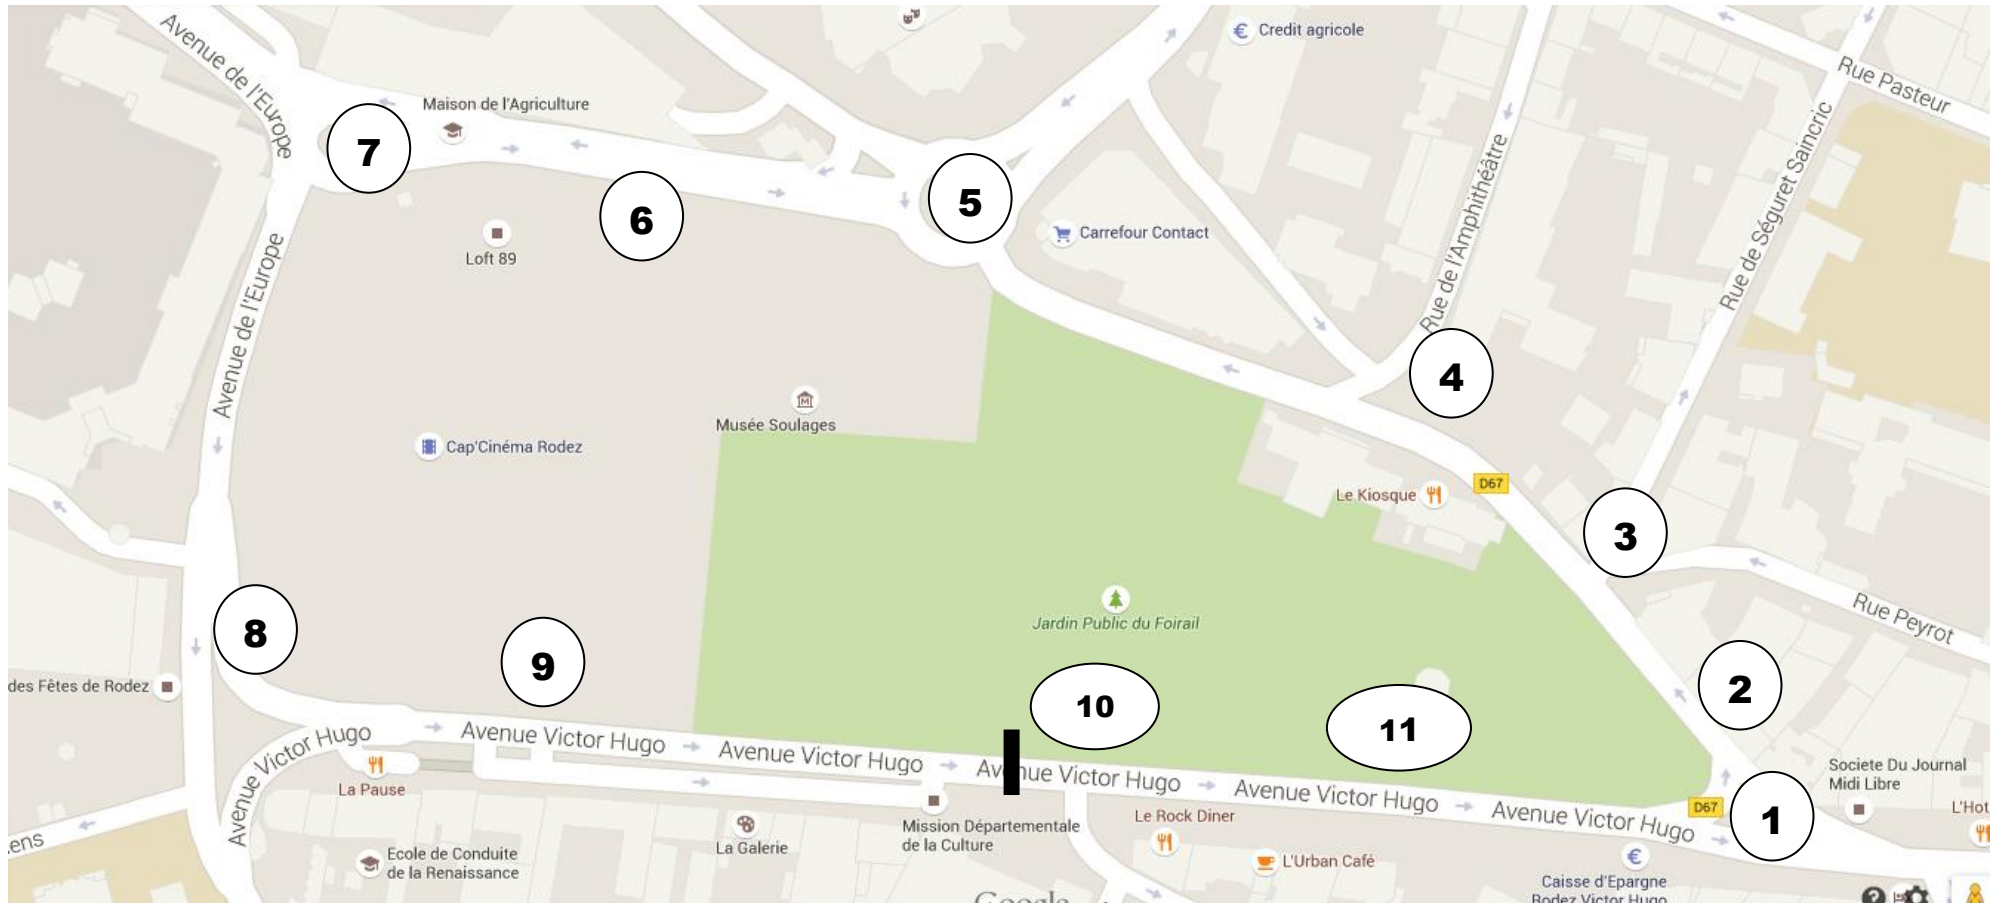 Avenue de l'Europe
Maison de l'Agriculture
Credit agricole
Rue Pasteur
7
6
5
Loft 89
Carrefour Contact
Rue de l'Amphithéâtre
Rue de Séguret Saincric
Avenue de l'Europe
4
Musée Soulages
Cap'Cinéma Rodez
Le Kiosque
D67
3
Rue Peyrot
Jardin Public du Foirail
8
9
10
11
2
des Fêtes de Rodez
Avenue Victor Hugo
Avenue Victor Hugo
Avenue Victor Hugo
Avenue Victor Hugo
Avenue Victor Hugo
Avenue Victor Hugo
La Pause
D67
1
Societe Du Journal
Midi Libre
L'Hot
Le Rock Diner
Mission Départementale
de la Culture
La Galerie
ens
Ecole de Conduite
de la Renaissance
L'Urban Café
Caisse d'Epargne
Rodez Victor Hugo
Google